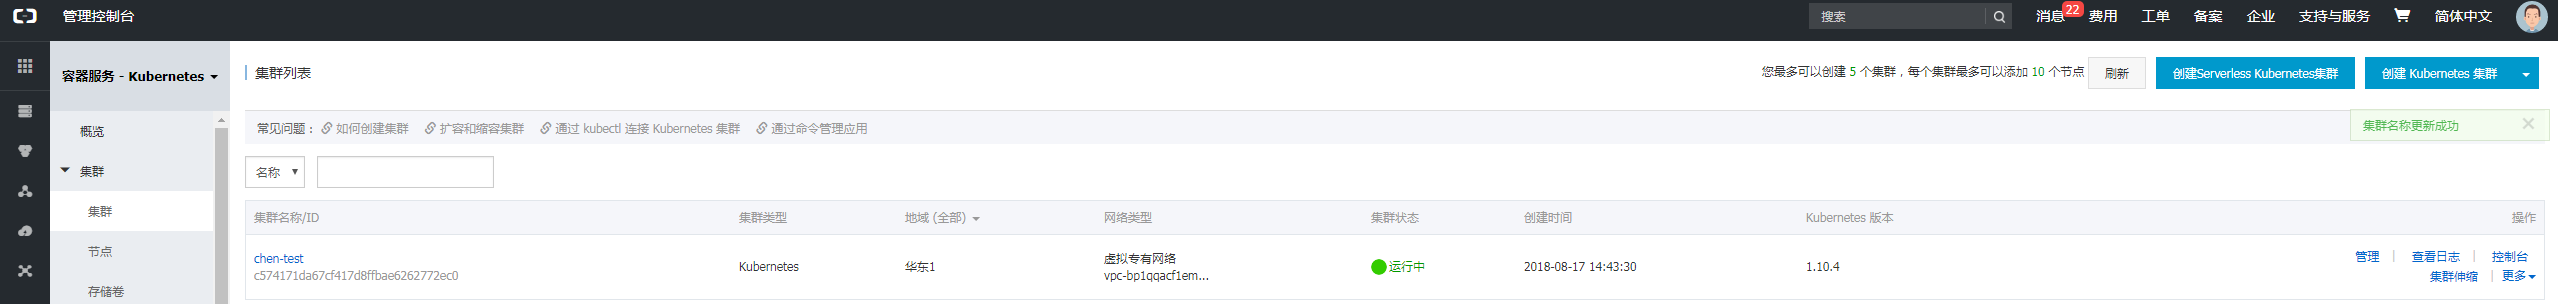 管理控制台
搜索
消息 22 费用 工单 备案 企业 支持与服务 简体中文
容器服务 - Kubernetes
概览
集群
集群
节点
存储卷
集群列表
您最多可以创建 5 个集群，每个集群最多可以添加 10 个节点 刷新 创建Serverless Kubernetes集群 创建 Kubernetes 集群
常见问题： 如何创建集群 扩容和缩容集群 通过 kubectl 连接 Kubernetes 集群 通过命令管理应用
集群名称更新成功
名称
集群名称/ID 集群类型 地域 (全部) 网络类型 集群状态 创建时间 Kubernetes 版本 操作
chen-test
c574171da67cf417d8ffbae6262772ec0
Kubernetes
华东1
虚拟专有网络
vpc-bp1qqacf1em...
运行中
2018-08-17 14:43:30
1.10.4
管理 | 查看日志 | 控制台
集群伸缩 | 更多